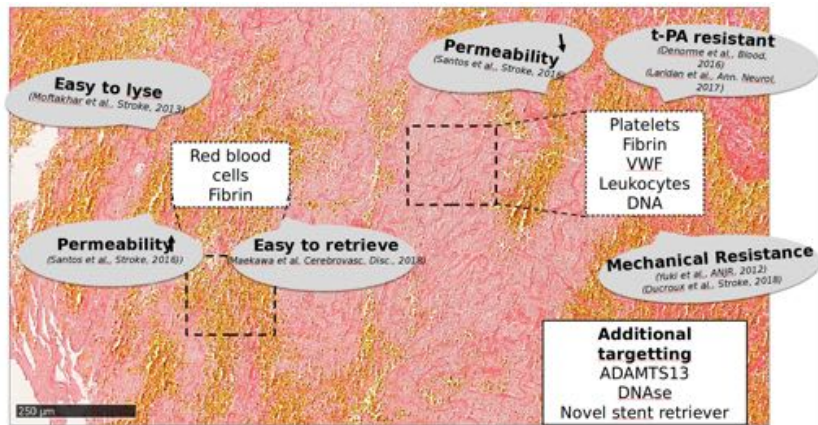 Permeability
(Santos et al., Stroke, 2016)
t-PA resistant
(Denorme et al., Blood,
2016)
(Laridan et al., Ann. Neurol,
2017)
Easy to lyse
(Moftakhar et al., Stroke, 2013)
Platelets
Fibrin
VWF
Leukocytes
DNA
Red blood
cells
Fibrin
Permeability
(Santos et al., Stroke, 2016))
Easy to retrieve
(Maekawa et al, Cerebrovasc. Disc., 2018)
Mechanical Resistance
(Yuki et al., ANJR, 2012)
(Ducroux et al., Stroke, 2018)
Additional
targetting
ADAMTS13
DNAse
Novel stent retriever
250 µm